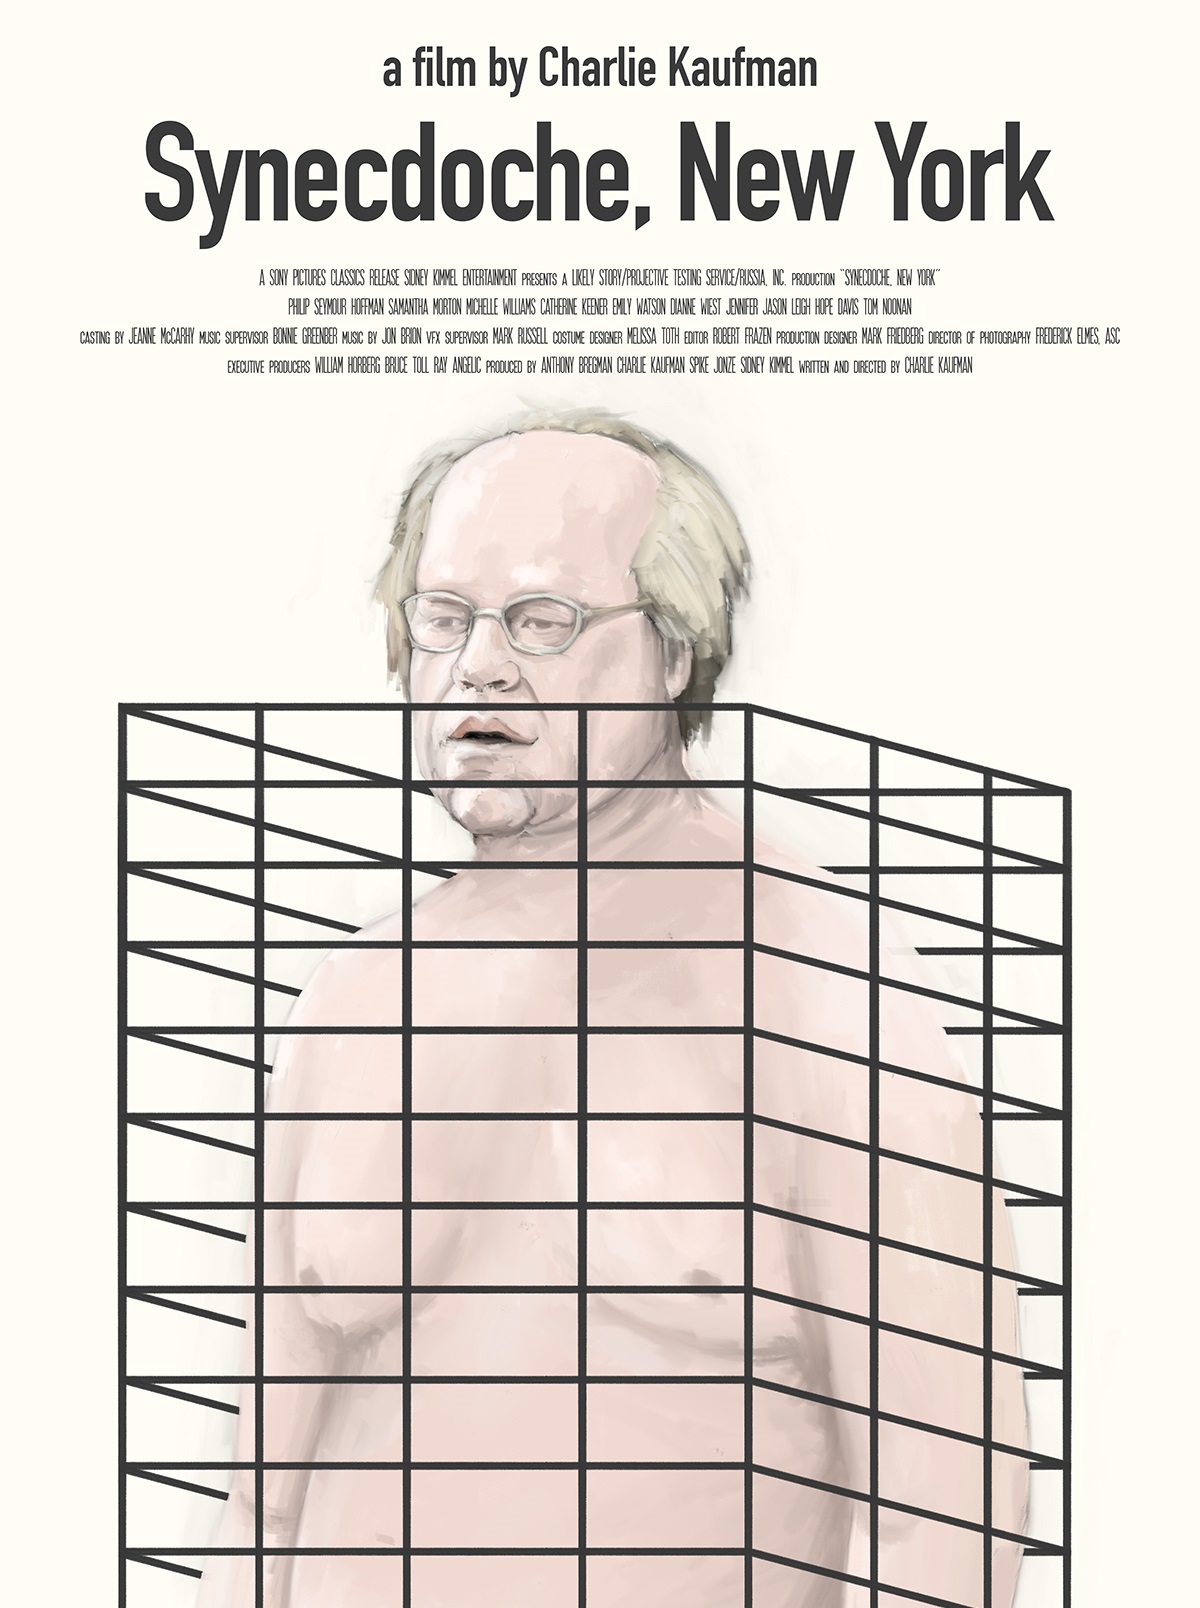 a film by Charlie Kaufman
Synecdoche, New York
A SONY PICTURES CLASSICS RELEASE SIDNEY KIMMEL ENTERTAINMENT PRESENTS A LIKELY STORY/PROJECTIVE TESTING SERVICE/RUSSIA, INC. PRODUCTION "SYNECDOCHE, NEW YORK"
PHILIP SEYMOUR HOFFMAN SAMANTHA MORTON MICHELLE WILLIAMS CATHERINE KEENER EMILY WATSON DIANNE WIEST JENNIFER JASON LEIGH HOPE DAVIS TOM NOONAN
CASTING BY JEANNE McCARHY MUSIC SUPERVISOR BONNIE GREENBER MUSIC BY JON BRION VFX SUPERVISOR MARK RUSSELL COSTUME DESIGNER MELISSA TOTH EDITOR ROBERT FRAZEN PRODUCTION DESIGNER MARK FRIEDBERG DIRECTOR OF PHOTOGRAPHY FREDERICK ELMES, ASC
EXECUTIVE PRODUCERS WILLIAM HORBERG BRUCE TOLL RAY ANGELIC PRODUCED BY ANTHONY BREGMAN CHARLIE KAUFMAN SPIKE JONZE SIDNEY KIMMEL WRITTEN AND DIRECTED BY CHARLIE KAUFMAN